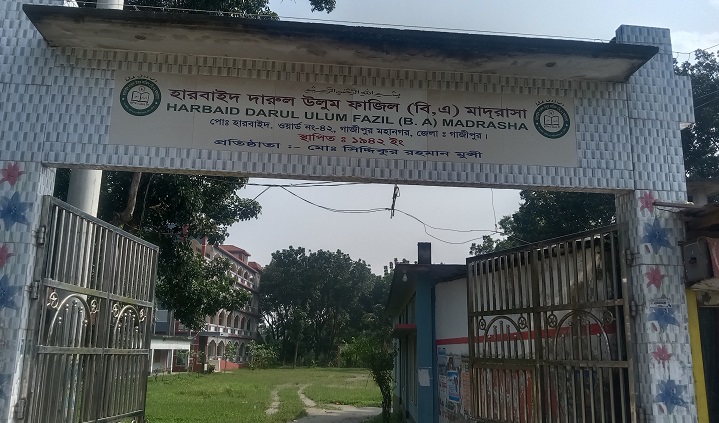 হারবাইদ দারুল উলুম ফাজিল (বি.এ) মাদ্‌রাসা
HARBAID DARUL ULUM FAZIL (B. A) MADRASHA
পোঃ হারবাইদ, ওয়ার্ড নং-৪২, গাজীপুর মহানগর, জেলা : গাজীপুর।
স্থাপিত : ১৯৪২ ইং
প্রতিষ্ঠাতা :- মোঃ সিদ্দিকুর রহমান মুন্সী